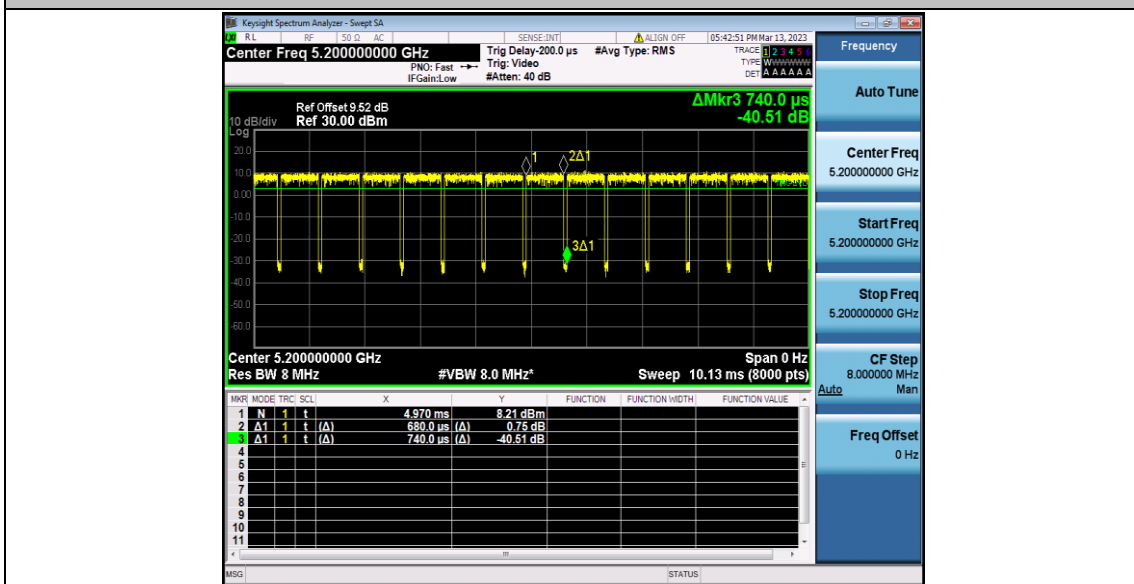 Keysight Spectrum Analyzer - Swept SA
LXI RL RF 50 Ω AC SENSE:INT ALIGN OFF 05:42:51 PM Mar 13, 2023
Center Freq 5.200000000 GHz
PNO: Fast
IFGain:Low
Trig Delay-200.0 µs
Trig: Video
#Atten: 40 dB
#Avg Type: RMS
TRACE 1 2 3 4 5 6
TYPE WWWWWW
DET A A A A A A
ΔMkr3 740.0 µs
-40.51 dB
Ref Offset 9.52 dB
10 dB/div Ref 30.00 dBm
Log
20.0
10.0
0.00
-10.0
-20.0
-30.0
-40.0
-50.0
-60.0
1
2Δ1
3Δ1
Center 5.200000000 GHz Span 0 Hz
Res BW 8 MHz #VBW 8.0 MHz* Sweep 10.13 ms (8000 pts)
MKR MODE TRC SCL X Y FUNCTION FUNCTION WIDTH FUNCTION VALUE
1 N 1 t 4.970 ms 8.21 dBm
2 Δ1 1 t (Δ) 680.0 µs (Δ) 0.75 dB
3 Δ1 1 t (Δ) 740.0 µs (Δ) -40.51 dB
4
5
6
7
8
9
10
11
MSG STATUS
Frequency
Auto Tune
Center Freq
5.200000000 GHz
Start Freq
5.200000000 GHz
Stop Freq
5.200000000 GHz
CF Step
8.000000 MHz
Auto Man
Freq Offset
0 Hz